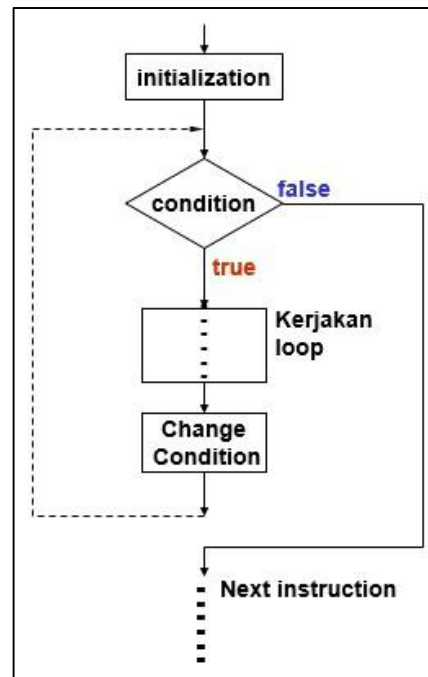 initialization
condition
false
true
Kerjakan
loop
Change
Condition
Next instruction